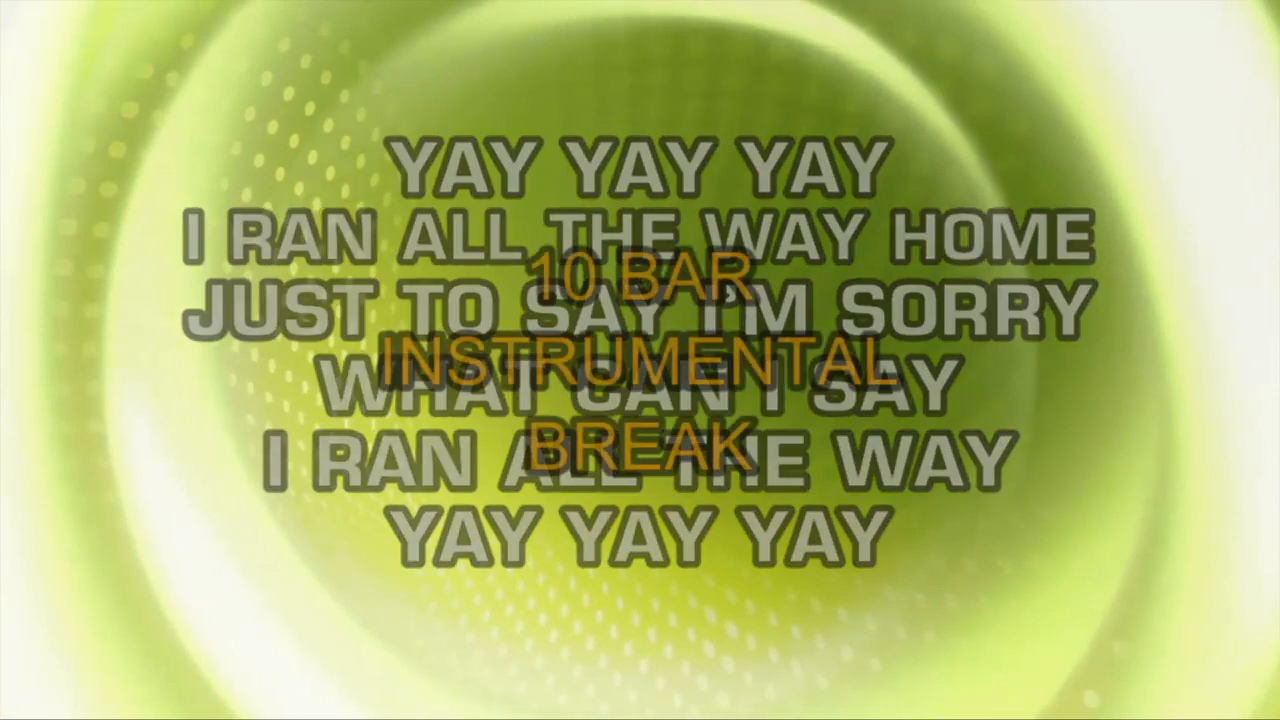 YAY YAY YAY
I RAN ALL THE WAY HOME
10 BAR
JUST TO SAY I'M SORRY
INSTRUMENTAL
WHAT CAN I SAY
BREAK
I RAN ALL THE WAY
YAY YAY YAY